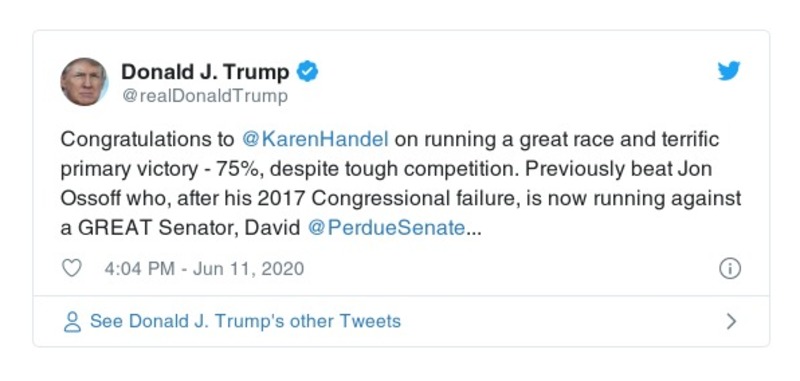 Donald J. Trump
@realDonaldTrump
Congratulations to @KarenHandel on running a great race and terrific
primary victory - 75%, despite tough competition. Previously beat Jon
Ossoff who, after his 2017 Congressional failure, is now running against
a GREAT Senator, David @PerdueSenate...
4:04 PM - Jun 11, 2020
See Donald J. Trump's other Tweets